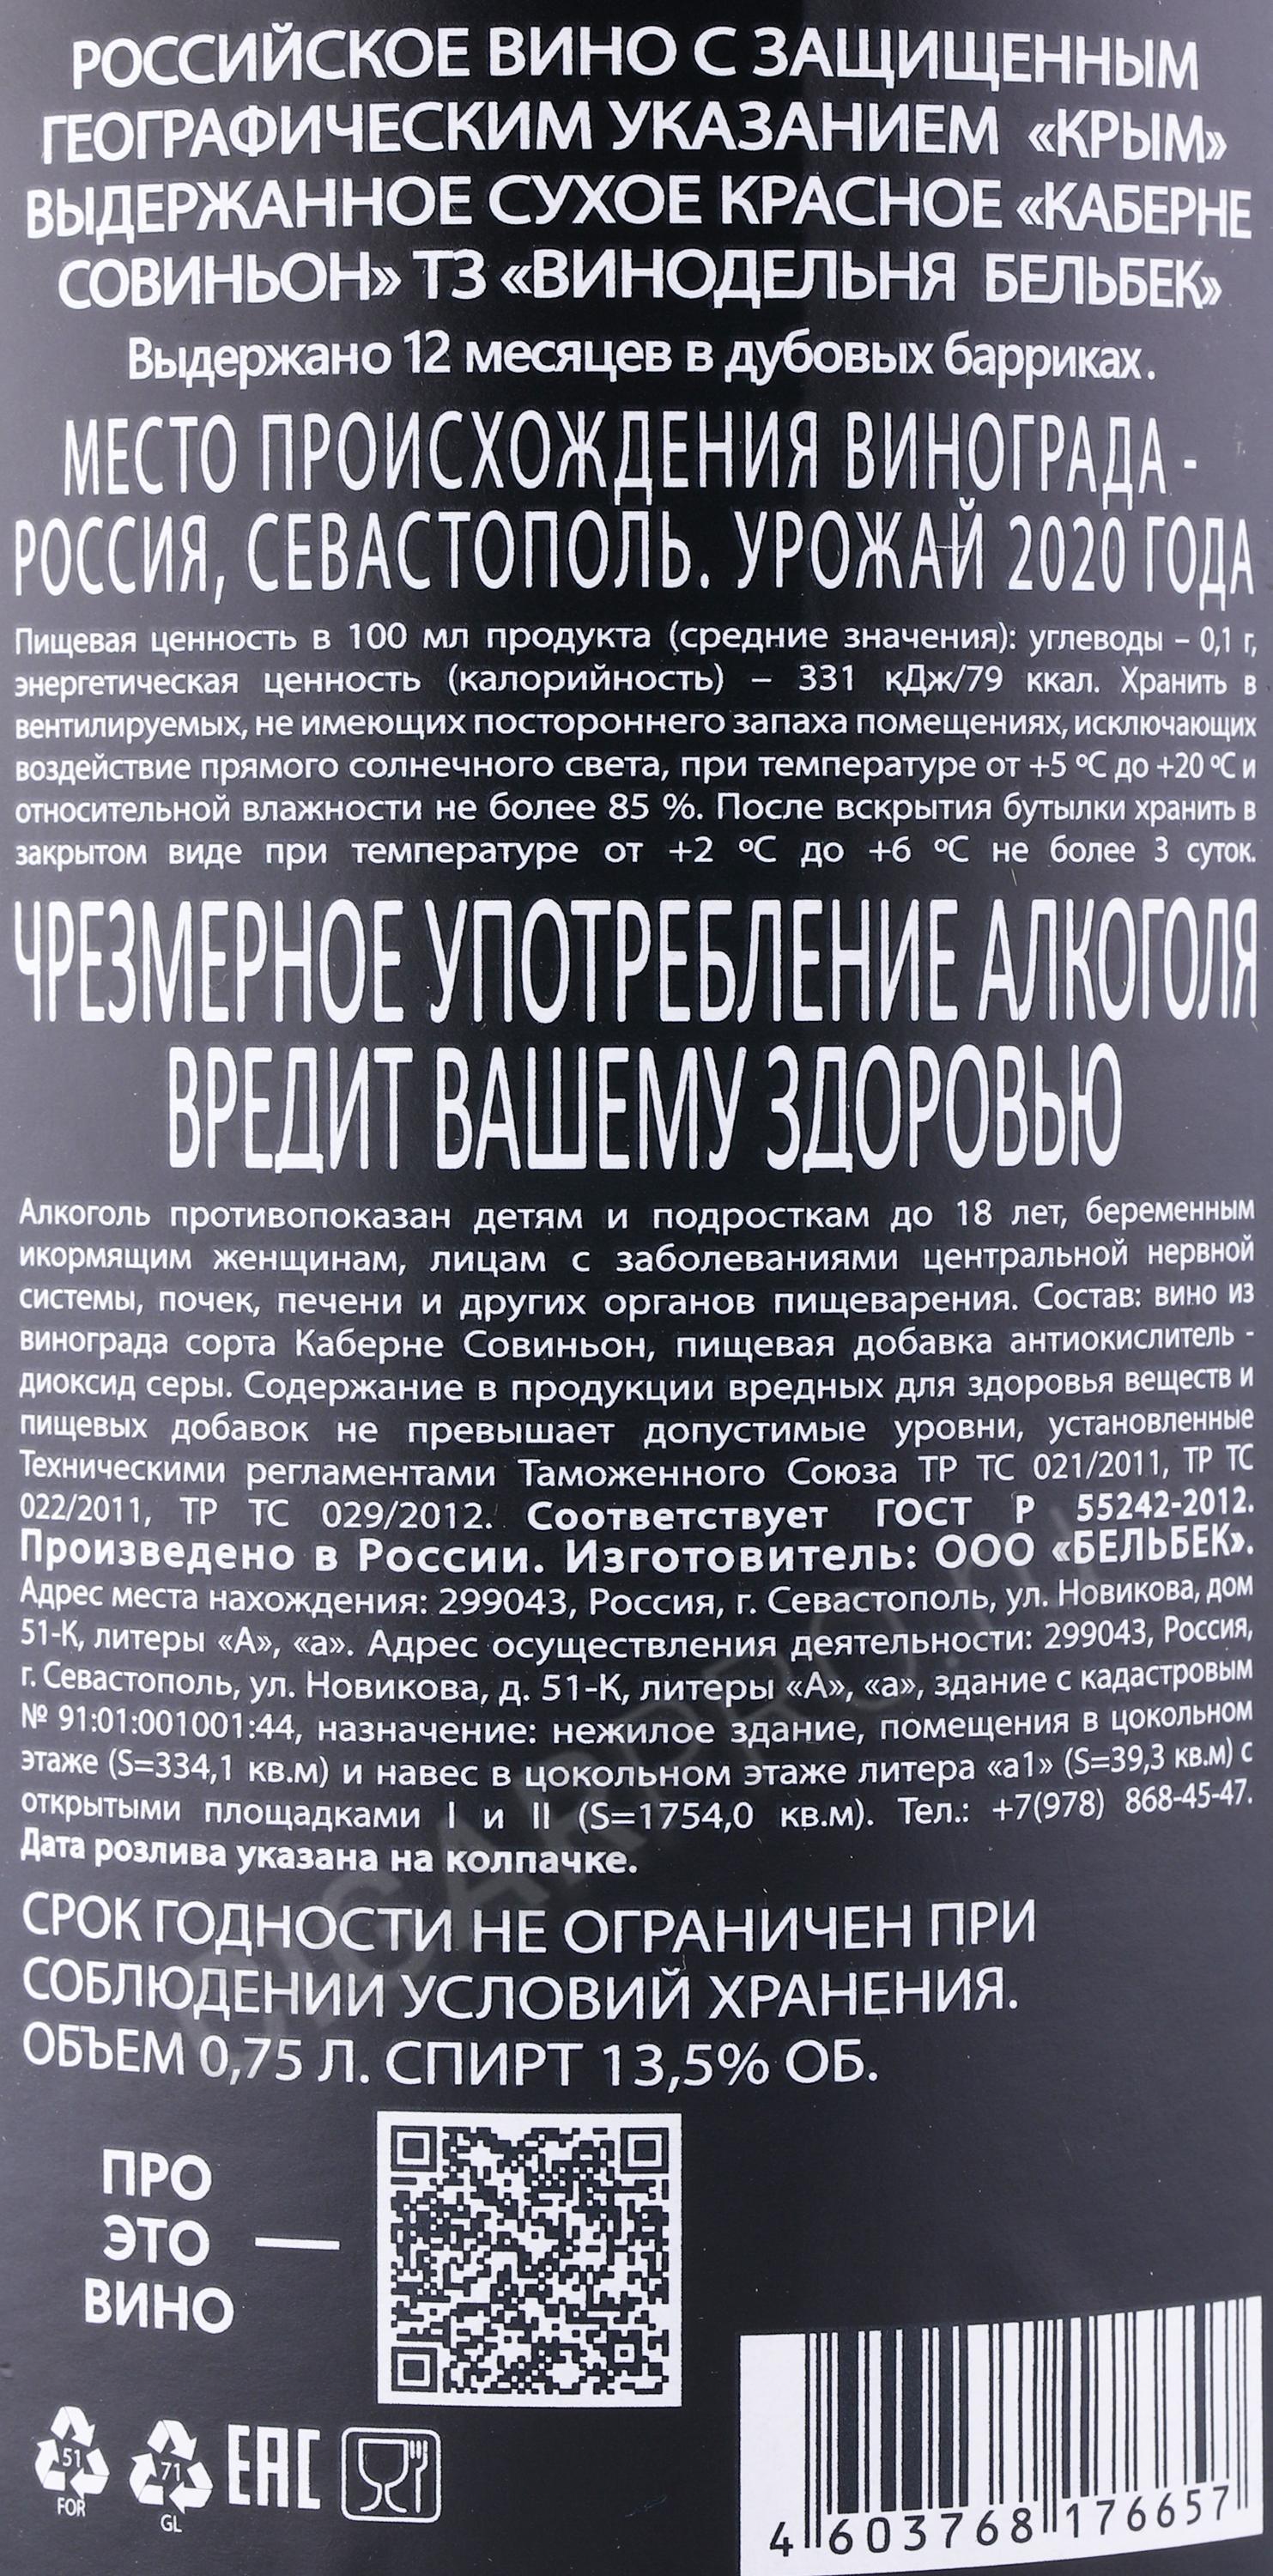 РОССИЙСКОЕ ВИНО С ЗАЩИЩЕННЫМ
ГЕОГРАФИЧЕСКИМ УКАЗАНИЕМ «КРЫМ»
ВЫДЕРЖАННОЕ СУХОЕ КРАСНОЕ «КАБЕРНЕ
СОВИНЬОН» ТЗ «ВИНОДЕЛЬНЯ БЕЛЬБЕК»
Выдержано 12 месяцев в дубовых барриках.
МЕСТО ПРОИСХОЖДЕНИЯ ВИНОГРАДА -
РОССИЯ, СЕВАСТОПОЛЬ. УРОЖАЙ 2020 ГОДА
Пищевая ценность в 100 мл продукта (средние значения): углеводы – 0,1 г,
энергетическая ценность (калорийность) – 331 кДж/79 ккал. Хранить в
вентилируемых, не имеющих постороннего запаха помещениях, исключающих
воздействие прямого солнечного света, при температуре от +5 ºС до +20 ºС и
относительной влажности не более 85 %. После вскрытия бутылки хранить в
закрытом виде при температуре от +2 ºС до +6 ºС не более 3 суток.
ЧРЕЗМЕРНОЕ УПОТРЕБЛЕНИЕ АЛКОГОЛЯ
ВРЕДИТ ВАШЕМУ ЗДОРОВЬЮ
Алкоголь противопоказан детям и подросткам до 18 лет, беременным
икормящим женщинам, лицам с заболеваниями центральной нервной
системы, почек, печени и других органов пищеварения. Состав: вино из
винограда сорта Каберне Совиньон, пищевая добавка антиокислитель -
диоксид серы. Содержание в продукции вредных для здоровья веществ и
пищевых добавок не превышает допустимые уровни, установленные
Техническими регламентами Таможенного Союза ТР ТС 021/2011, ТР ТС
022/2011, ТР ТС 029/2012. Соответствует ГОСТ Р 55242-2012.
Произведено в России. Изготовитель: ООО «БЕЛЬБЕК».
Адрес места нахождения: 299043, Россия, г. Севастополь, ул. Новикова, дом
51-К, литеры «А», «а». Адрес осуществления деятельности: 299043, Россия,
г. Севастополь, ул. Новикова, д. 51-К, литеры «А», «а», здание с кадастровым
№ 91:01:001001:44, назначение: нежилое здание, помещения в цокольном
этаже (S=334,1 кв.м) и навес в цокольном этаже литера «а1» (S=39,3 кв.м) с
открытыми площадками I и II (S=1754,0 кв.м). Тел.: +7(978) 868-45-47.
Дата розлива указана на колпачке.
СРОК ГОДНОСТИ НЕ ОГРАНИЧЕН ПРИ
СОБЛЮДЕНИИ УСЛОВИЙ ХРАНЕНИЯ.
ОБЪЕМ 0,75 Л. СПИРТ 13,5% ОБ.
ПРО
ЭТО —
ВИНО
51
FOR
71
GL
EAC
4 603768 176657
DICARPRO.ru